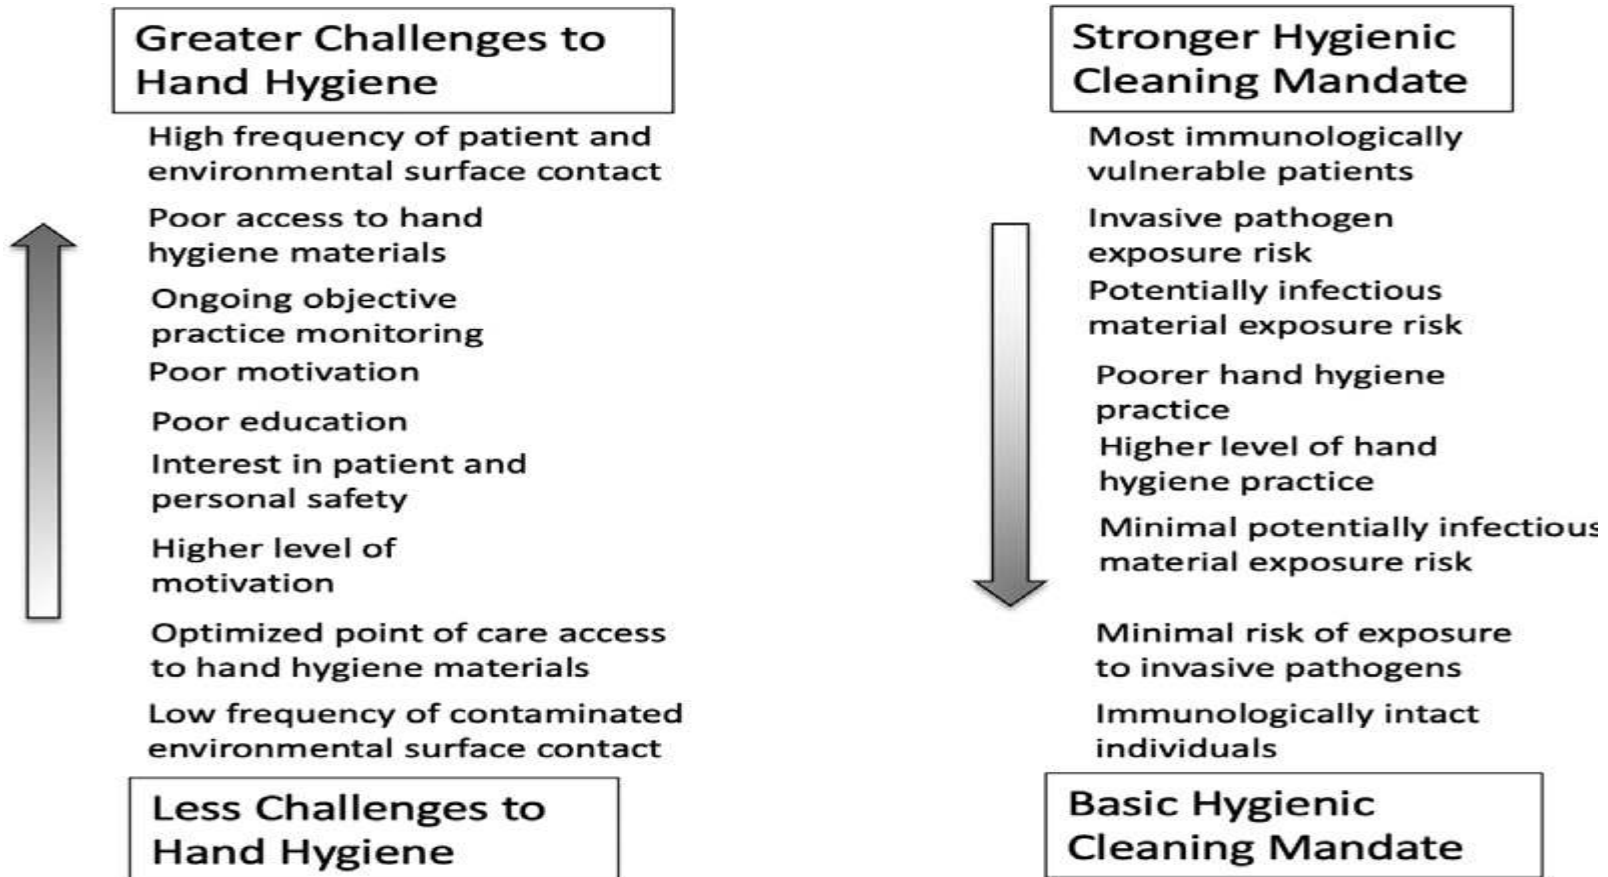 Greater Challenges to
Hand Hygiene
High frequency of patient and
environmental surface contact
Poor access to hand
hygiene materials
Ongoing objective
practice monitoring
Poor motivation
Poor education
Interest in patient and
personal safety
Higher level of
motivation
Optimized point of care access
to hand hygiene materials
Low frequency of contaminated
environmental surface contact
Less Challenges to
Hand Hygiene
Stronger Hygienic
Cleaning Mandate
Most immunologically
vulnerable patients
Invasive pathogen
exposure risk
Potentially infectious
material exposure risk
Poorer hand hygiene
practice
Higher level of hand
hygiene practice
Minimal potentially infectious
material exposure risk
Minimal risk of exposure
to invasive pathogens
Immunologically intact
individuals
Basic Hygienic
Cleaning Mandate